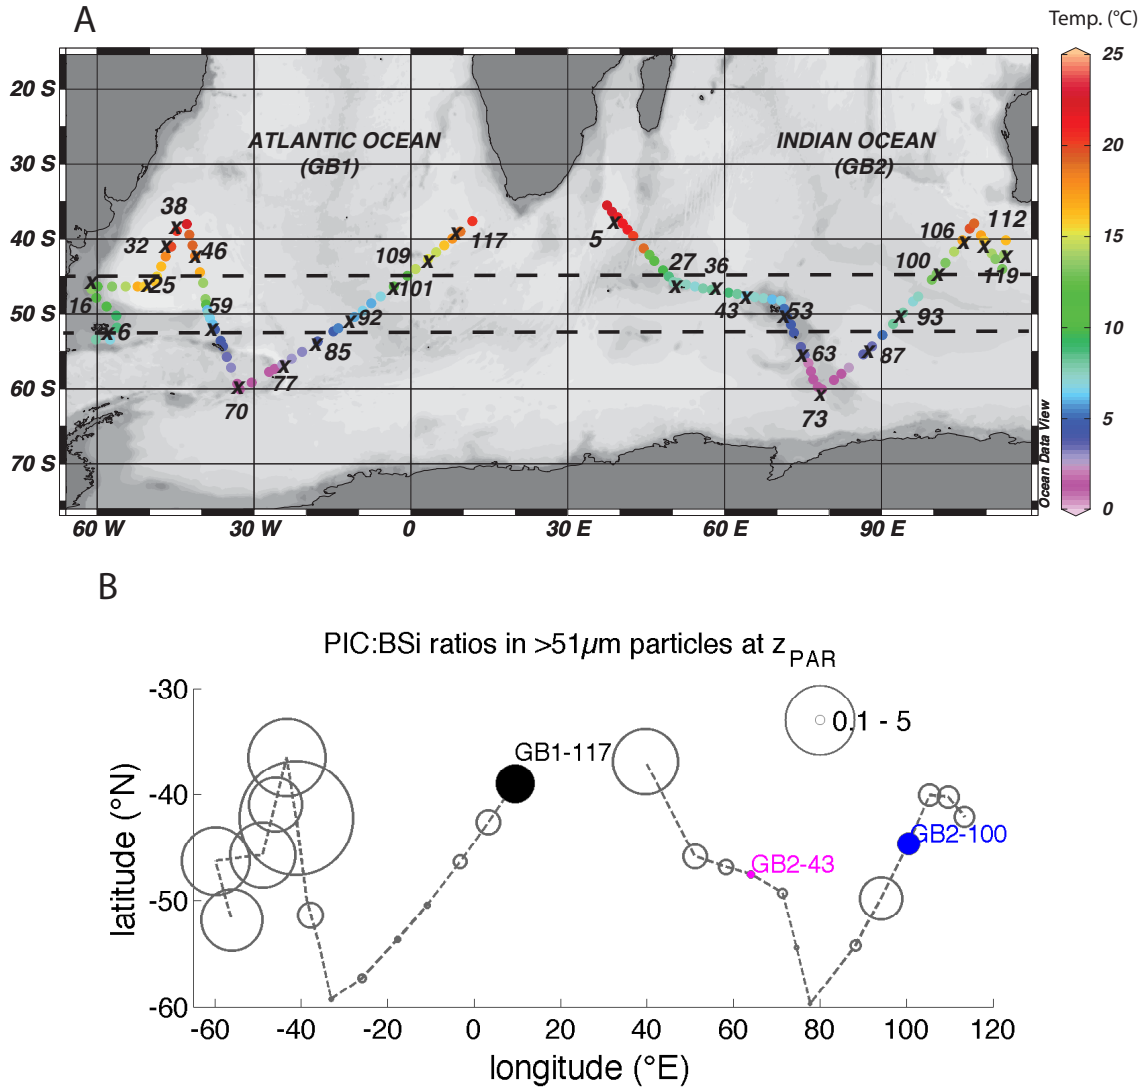 A
Temp. (°C)
25
20
15
10
5
0
20 S
30 S
40 S
50 S
60 S
70 S
ATLANTIC OCEAN
(GB1)
INDIAN OCEAN
(GB2)
38
32
46
25
16
6
59
70
77
85
92
101
109
117
5
27
36
43
53
63
73
87
93
100
106
112
119
Ocean Data View
60 W
30 W
0
30 E
60 E
90 E
B
PIC:BSi ratios in >51μm particles at z_PAR
-30
-40
-50
-60
0.1 - 5
GB1-117
GB2-43
GB2-100
latitude (°N)
-60
-40
-20
0
20
40
60
80
100
120
longitude (°E)